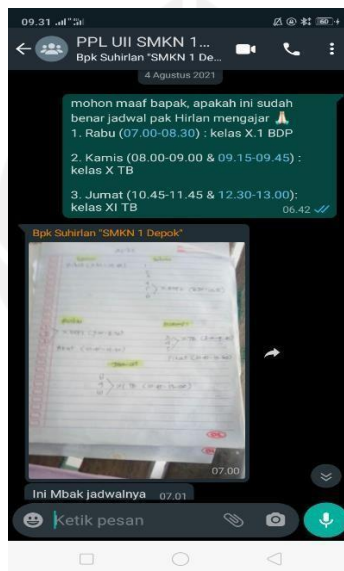 09.31
60
PPL UII SMKN 1...
Bpk Suhirlan "SMKN 1 De...
4 Agustus 2021
mohon maaf bapak, apakah ini sudah
benar jadwal pak Hirlan mengajar 🙏🏻
1. Rabu (07.00-08.30) : kelas X.1 BDP
2. Kamis (08.00-09.00 & 09.15-09.45) :
kelas X TB
3. Jumat (10.45-11.45 & 12.30-13.00):
kelas XI TB
06.42
Bpk Suhirlan "SMKN 1 Depok"
07.00
Ini Mbak jadwalnya 07.01
Ketik pesan